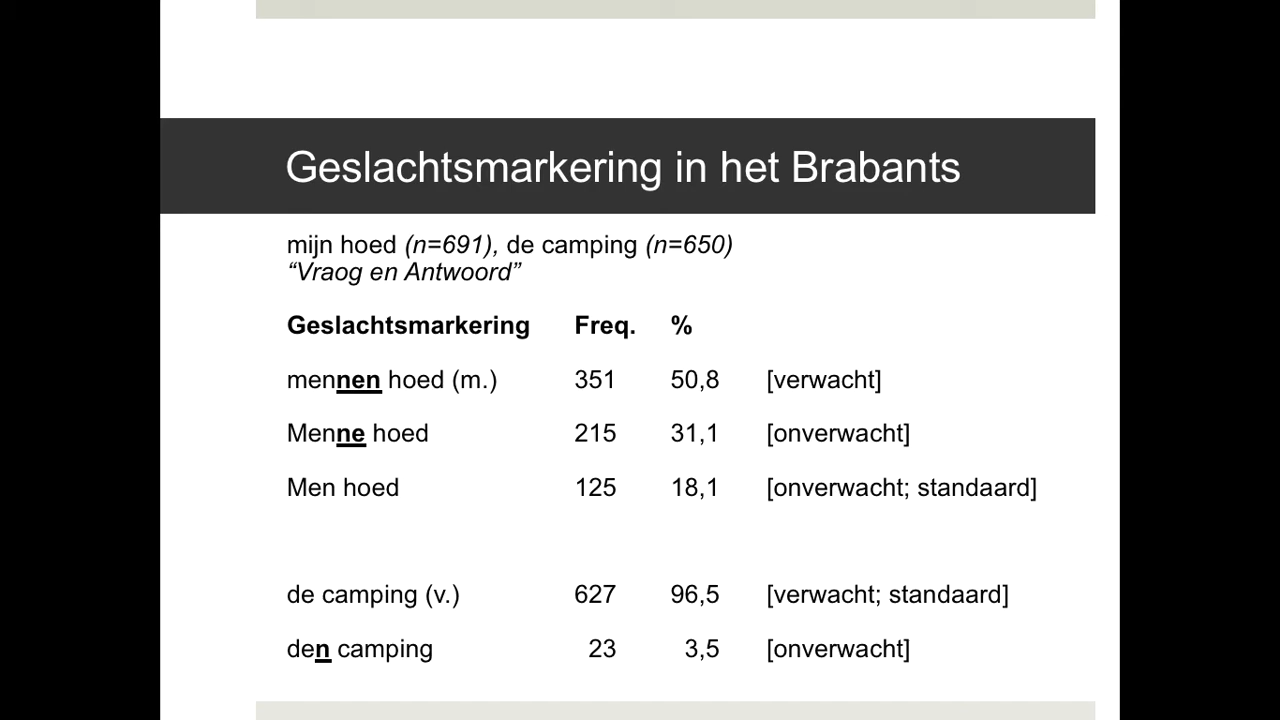 Geslachtsmarkering in het Brabants
mijn hoed (n=691), de camping (n=650)
“Vraog en Antwoord”
Geslachtsmarkering Freq. %
mennen hoed (m.) 351 50,8 [verwacht]
Menne hoed 215 31,1 [onverwacht]
Men hoed 125 18,1 [onverwacht; standaard]
de camping (v.) 627 96,5 [verwacht; standaard]
den camping 23 3,5 [onverwacht]